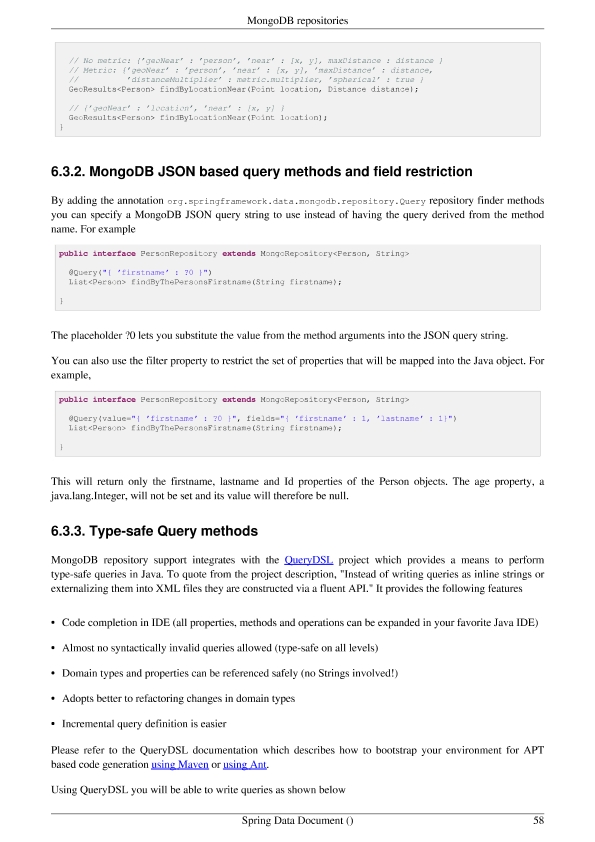 MongoDB repositories
// No metric: {'geoNear' : 'person', 'near' : [x, y], maxDistance : distance }
// Metric: {'geoNear' : 'person', 'near' : [x, y], 'maxDistance' : distance,
// 'distanceMultiplier' : metric.multiplier, 'spherical' : true }
GeoResults<Person> findByLocationNear(Point location, Distance distance);
// {'geoNear' : 'location', 'near' : [x, y] }
GeoResults<Person> findByLocationNear(Point location);
}
6.3.2. MongoDB JSON based query methods and field restriction
By adding the annotation org.springframework.data.mongodb.repository.Query repository finder methods
you can specify a MongoDB JSON query string to use instead of having the query derived from the method
name. For example
public interface PersonRepository extends MongoRepository<Person, String>
@Query("{ 'firstname' : ?0 }")
List<Person> findByThePersonsFirstname(String firstname);
}
The placeholder ?0 lets you substitute the value from the method arguments into the JSON query string.
You can also use the filter property to restrict the set of properties that will be mapped into the Java object. For
example,
public interface PersonRepository extends MongoRepository<Person, String>
@Query(value="{ 'firstname' : ?0 }", fields="{ 'firstname' : 1, 'lastname' : 1}")
List<Person> findByThePersonsFirstname(String firstname);
}
This will return only the firstname, lastname and Id properties of the Person objects. The age property, a
java.lang.Integer, will not be set and its value will therefore be null.
6.3.3. Type-safe Query methods
MongoDB repository support integrates with the QueryDSL project which provides a means to perform
type-safe queries in Java. To quote from the project description, "Instead of writing queries as inline strings or
externalizing them into XML files they are constructed via a fluent API." It provides the following features
• Code completion in IDE (all properties, methods and operations can be expanded in your favorite Java IDE)
• Almost no syntactically invalid queries allowed (type-safe on all levels)
• Domain types and properties can be referenced safely (no Strings involved!)
• Adopts better to refactoring changes in domain types
• Incremental query definition is easier
Please refer to the QueryDSL documentation which describes how to bootstrap your environment for APT
based code generation using Maven or using Ant.
Using QueryDSL you will be able to write queries as shown below
Spring Data Document () 58